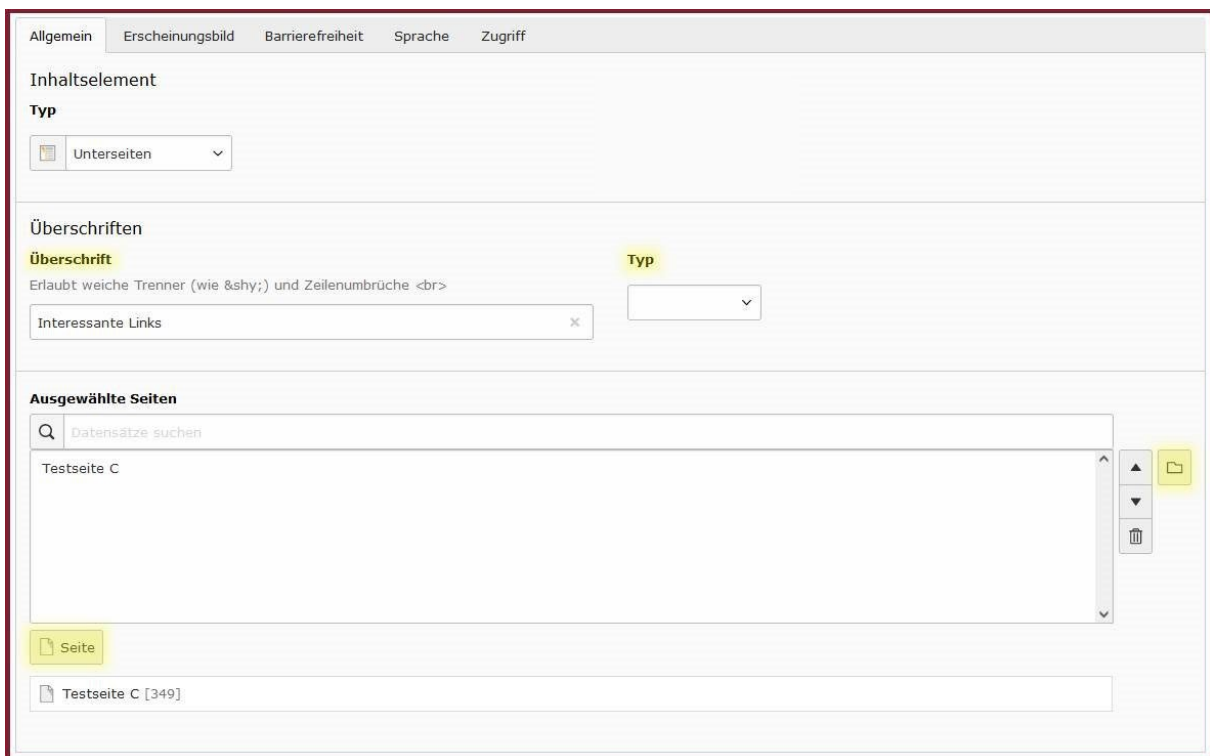 Allgemein Erscheinungsbild Barrierefreiheit Sprache Zugriff
Inhaltselement
Typ
Unterseiten
Überschriften
Überschrift Typ
Erlaubt weiche Trenner (wie &shy;) und Zeilenumbrüche <br>
Interessante Links
Ausgewählte Seiten
Datensätze suchen
Testseite C
Seite
Testseite C [349]